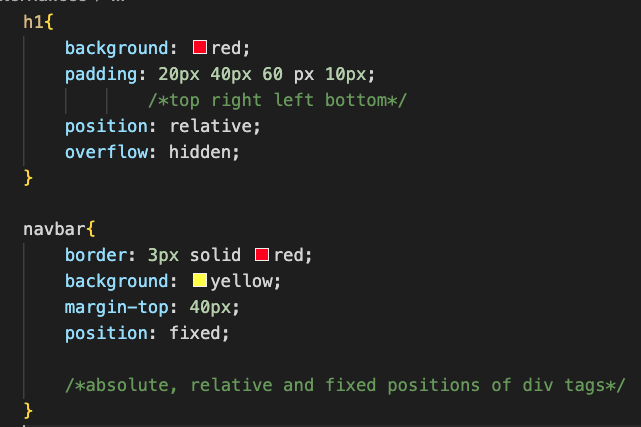 h1{
background: red;
padding: 20px 40px 60 px 10px;
/*top right left bottom*/
position: relative;
overflow: hidden;
}
navbar{
border: 3px solid red;
background: yellow;
margin-top: 40px;
position: fixed;
/*absolute, relative and fixed positions of div tags*/
}